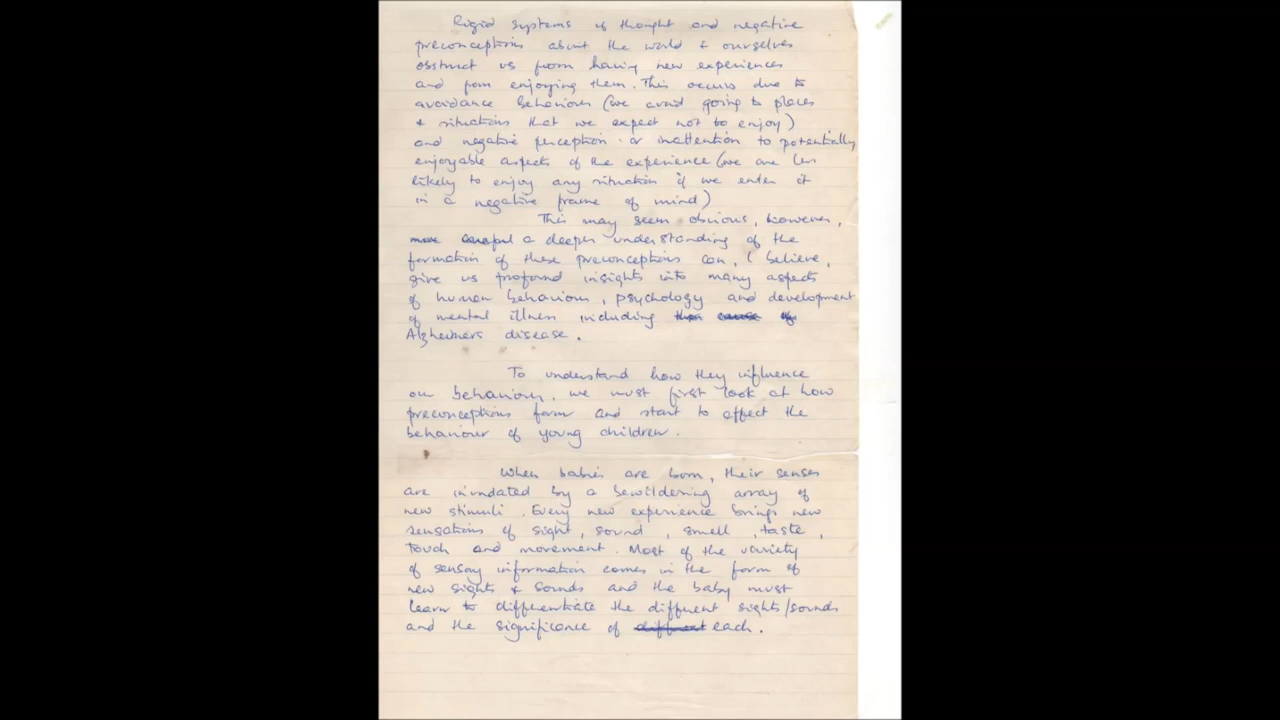 Rigid systems of thought and negative
preconceptions about the world & ourselves
obstruct us from having new experiences
and from enjoying them. This occurs due to
avoidance behaviour (we avoid going to places
& situations that we expect not to enjoy)
and negative perception or inattention to potentially
enjoyable aspects of the experience (we are less
likely to enjoy any situation if we enter it
in a negative frame of mind)
This may seem obvious, however,
more careful a deeper understanding of the
formation of these preconceptions can, I believe,
give us profound insights into many aspects
of human behaviour, psychology and development
of mental illness including the cause of
Alzheimers disease.
To understand how they influence
our behaviour, we must first look at how
preconceptions form and start to affect the
behaviour of young children.
When babies are born, their senses
are inundated by a bewildering array of
new stimuli. Every new experience brings new
sensations of sight, sound, smell, taste,
touch and movement. Most of the variety
of sensory information comes in the form of
new sights & sounds and the baby must
learn to differentiate the different sights/sounds
and the significance of different each.